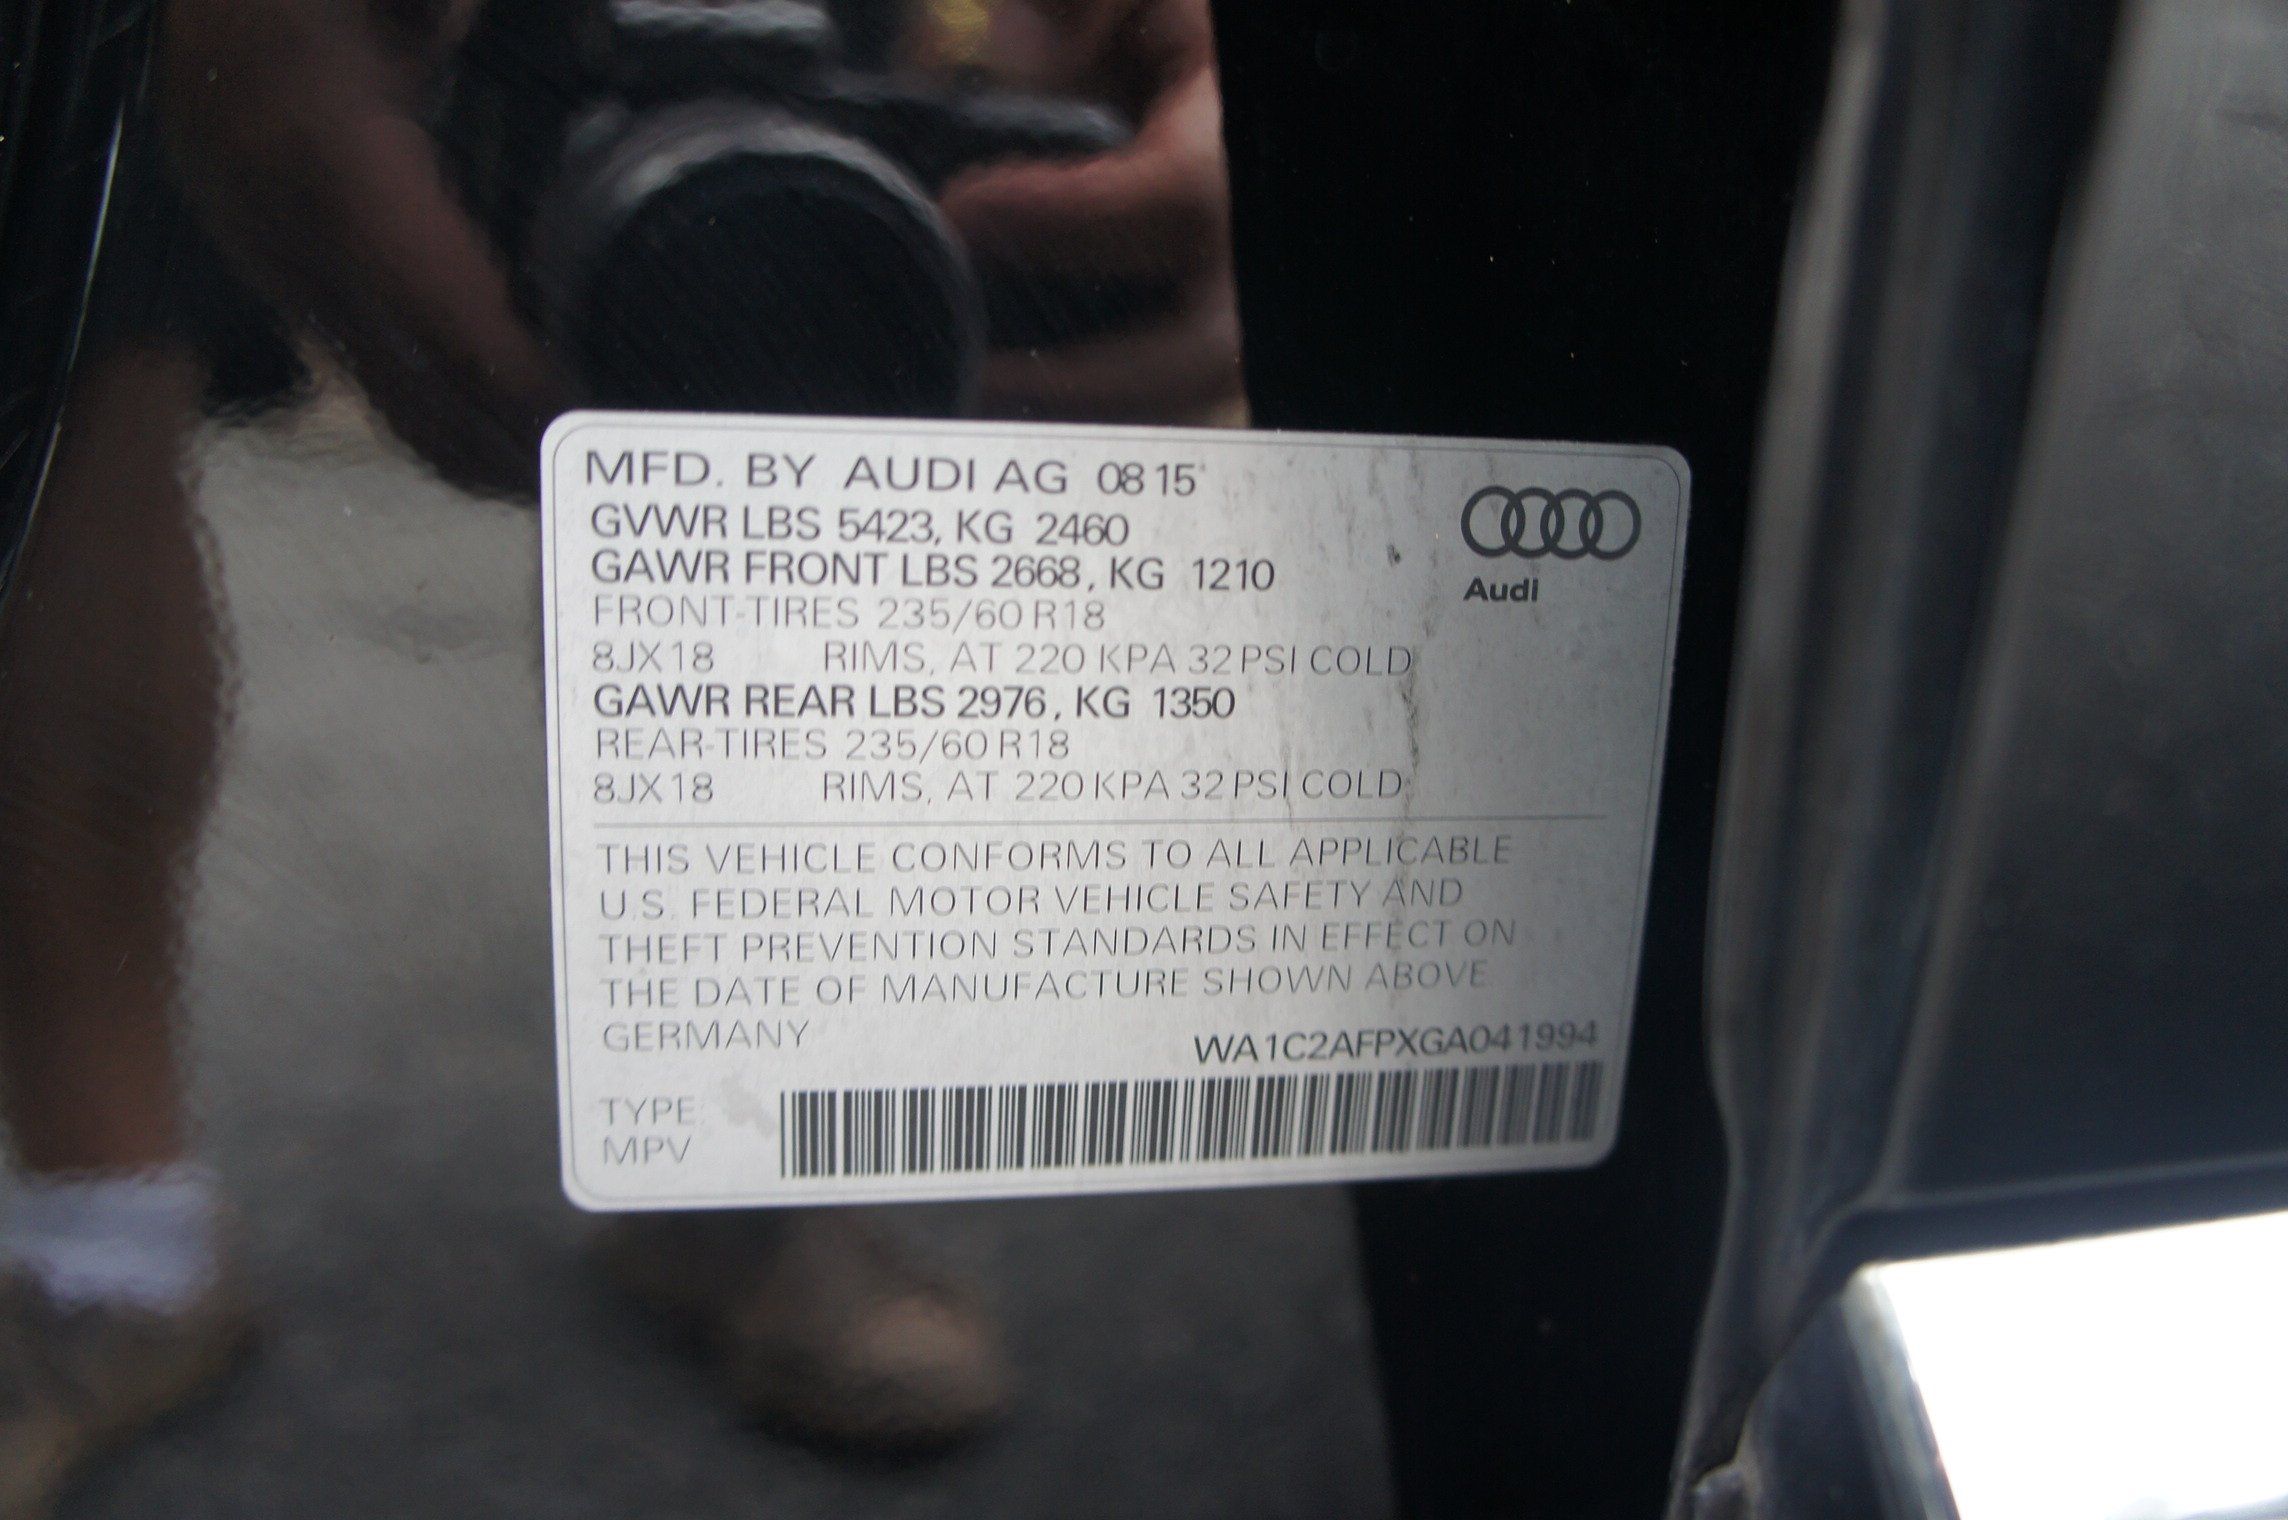 MFD. BY AUDI AG 08 15
GVWR LBS 5423, KG 2460
GAWR FRONT LBS 2668, KG 1210
FRONT-TIRES 235/60 R18
8JX18 RIMS, AT 220 KPA 32 PSI COLD
GAWR REAR LBS 2976, KG 1350
REAR-TIRES 235/60 R18
8JX18 RIMS, AT 220 KPA 32 PSI COLD
Audi
THIS VEHICLE CONFORMS TO ALL APPLICABLE
U.S. FEDERAL MOTOR VEHICLE SAFETY AND
THEFT PREVENTION STANDARDS IN EFFECT ON
THE DATE OF MANUFACTURE SHOWN ABOVE.
GERMANY
WA1C2AFPXGA041994
TYPE:
MPV